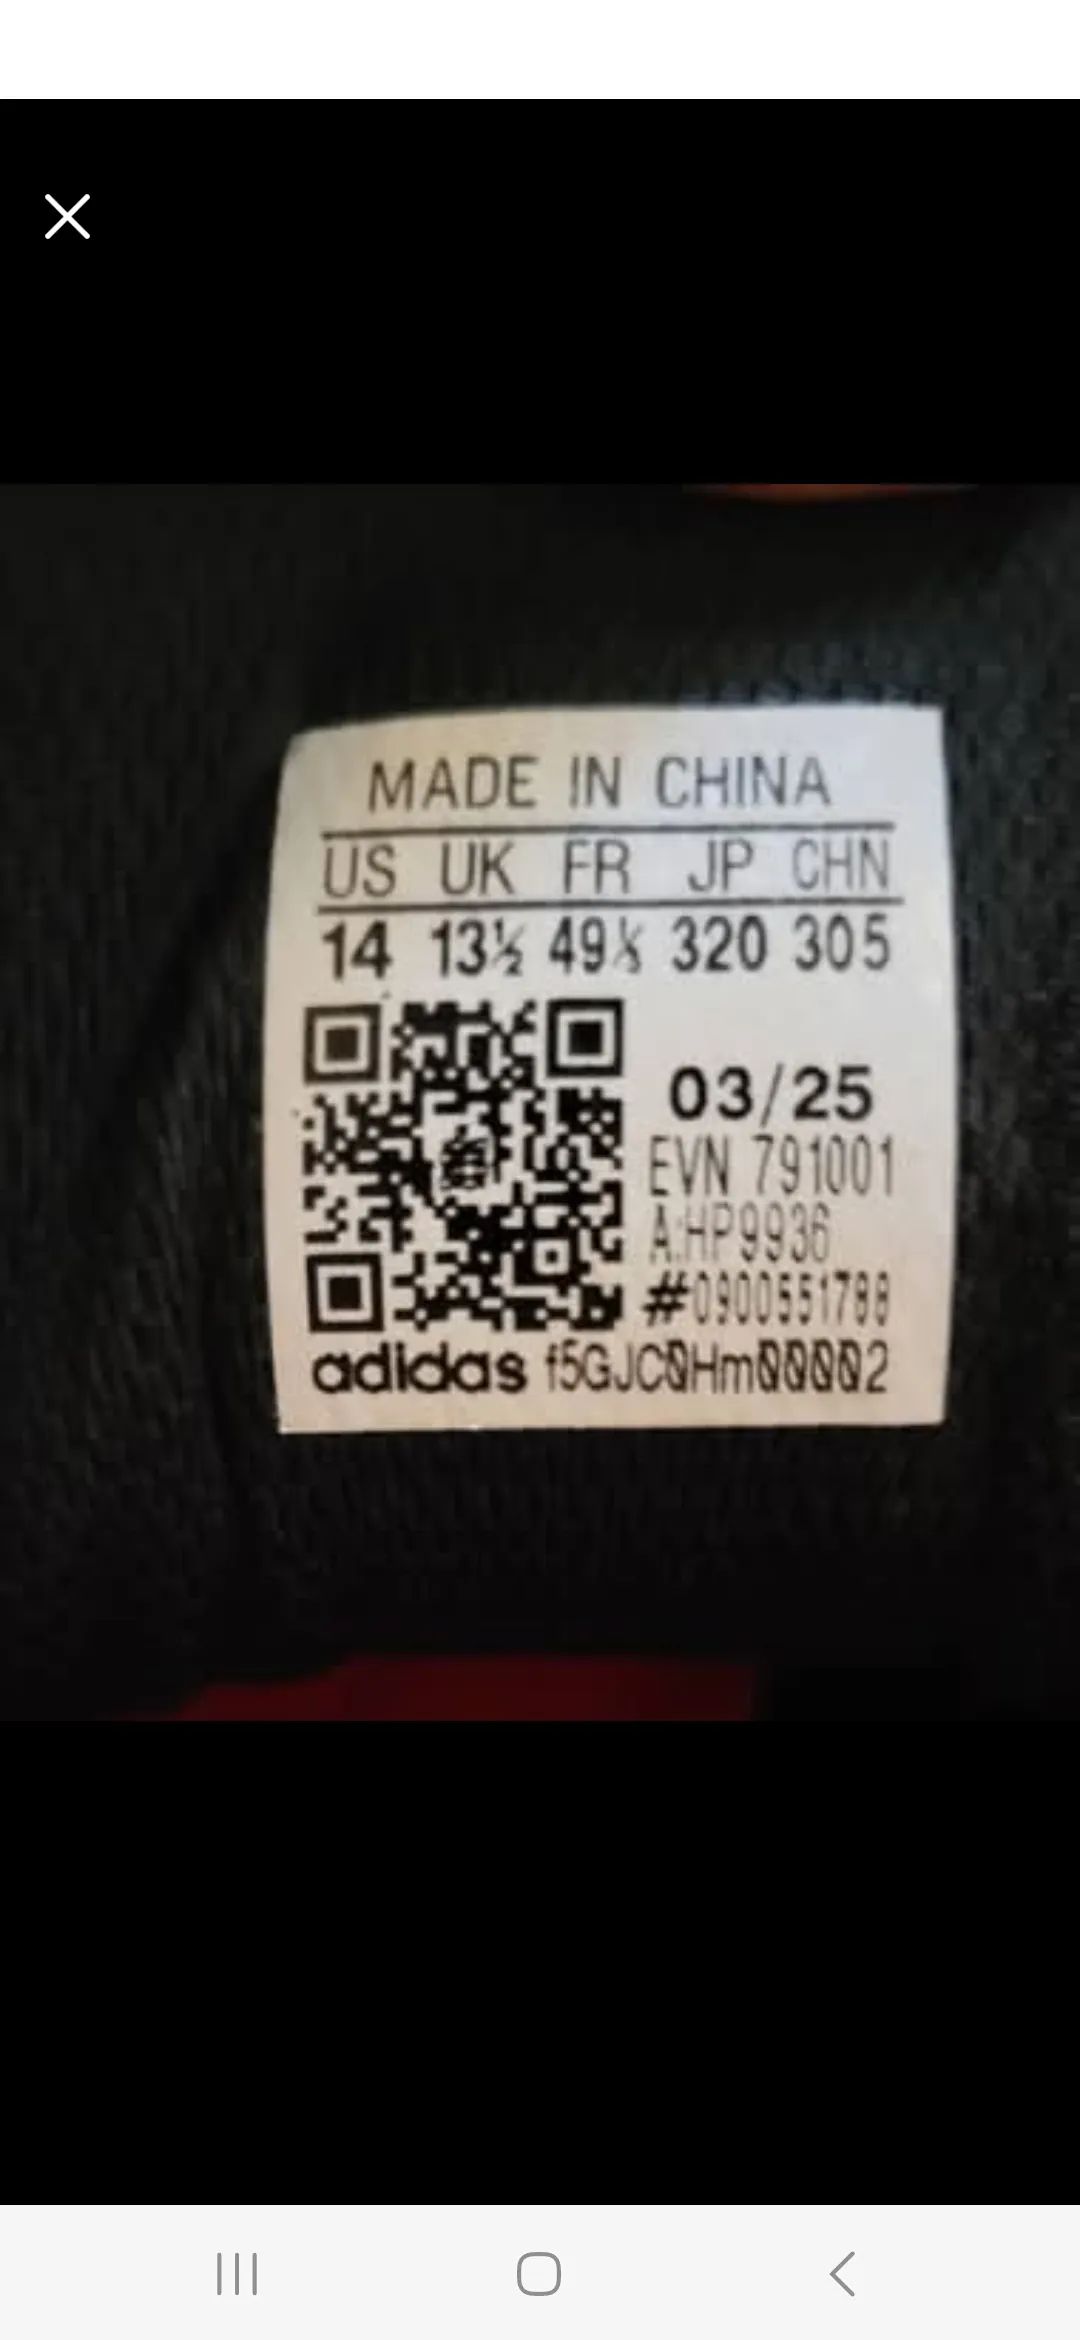 MADE IN CHINA
US UK FR JP CHN
14 13½ 49⅓ 320 305
03/25
EVN 791001
A:HP9936
#0900551788
adidas f5GJC0Hm00002